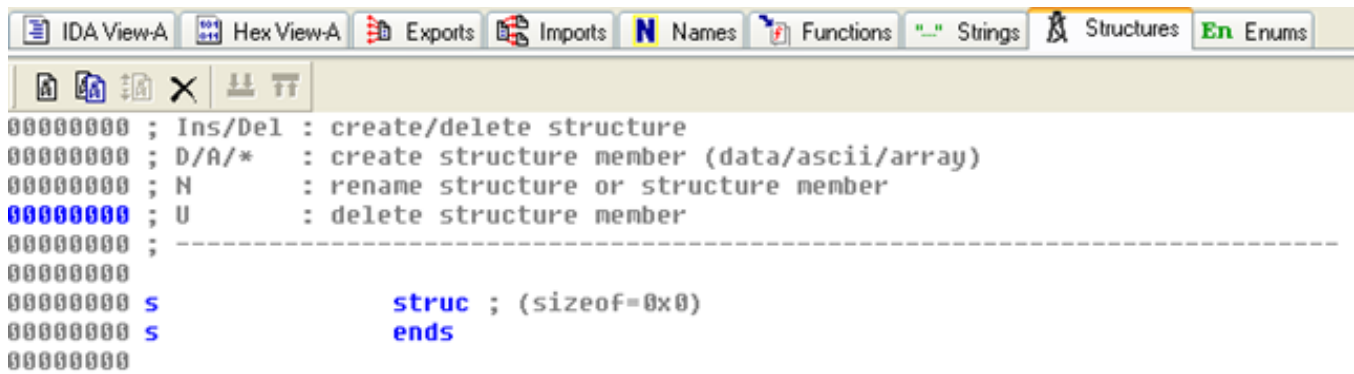 IDA View-A Hex View-A Exports Imports N Names Functions "..." Strings Structures En Enums
00000000 ; Ins/Del : create/delete structure
00000000 ; D/A/*   : create structure member (data/ascii/array)
00000000 ; N       : rename structure or structure member
00000000 ; U       : delete structure member
00000000 ; ---------------------------------------------------------------------------
00000000
00000000 s               struc ; (sizeof=0x0)
00000000 s               ends
00000000